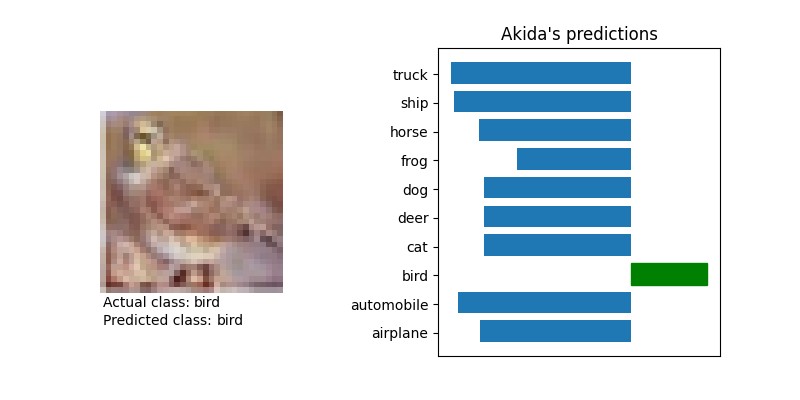 Akida's predictions
truck
ship
horse
frog
dog
deer
cat
bird
automobile
airplane
Actual class: bird
Predicted class: bird